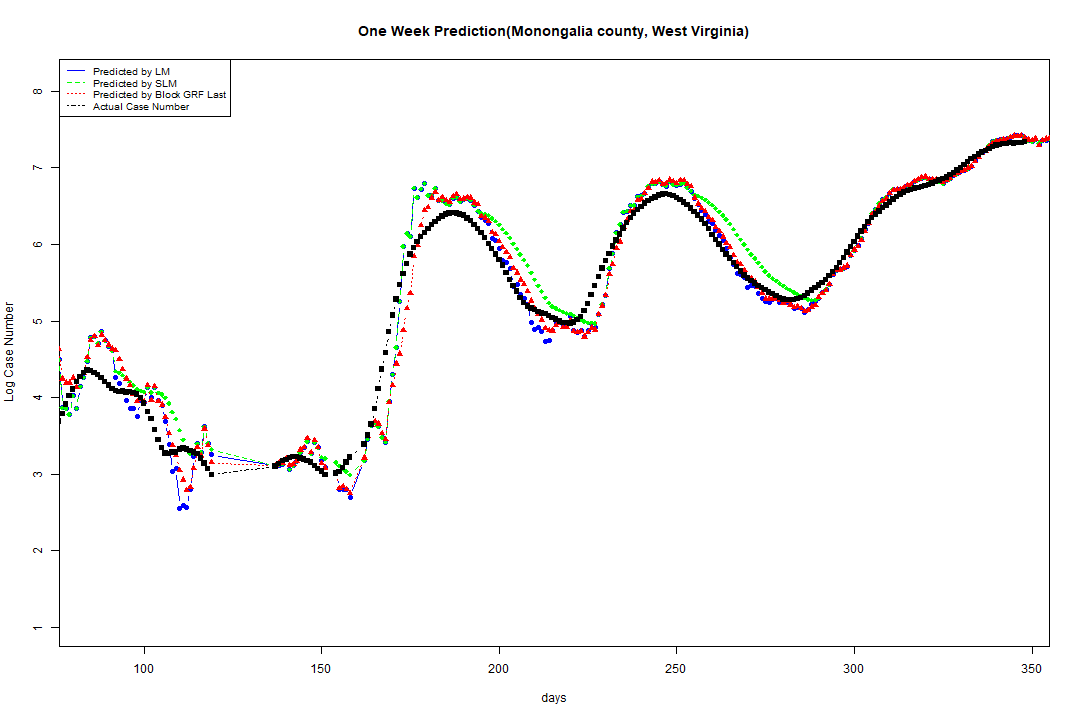 One Week Prediction(Monongalia county, West Virginia)
Predicted by LM
Predicted by SLM
Predicted by Block GRF Last
Actual Case Number
Log Case Number
8
7
6
5
4
3
2
1
100 150 200 250 300 350
days